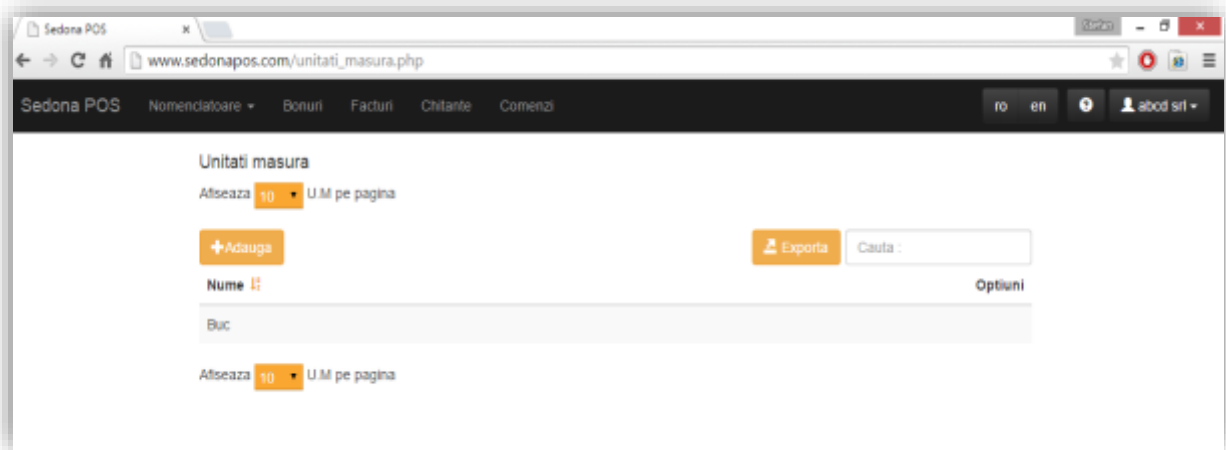 Sedona POS
www.sedonapos.com/unitati_masura.php
Sedona POS Nomenclatoare Bonuri Facturi Chitante Comenzi ro en abcd srl
Unitati masura
Afiseaza 10 U.M pe pagina
Adauga Exporta Cauta :
Nume Optiuni
Buc
Afiseaza 10 U.M pe pagina